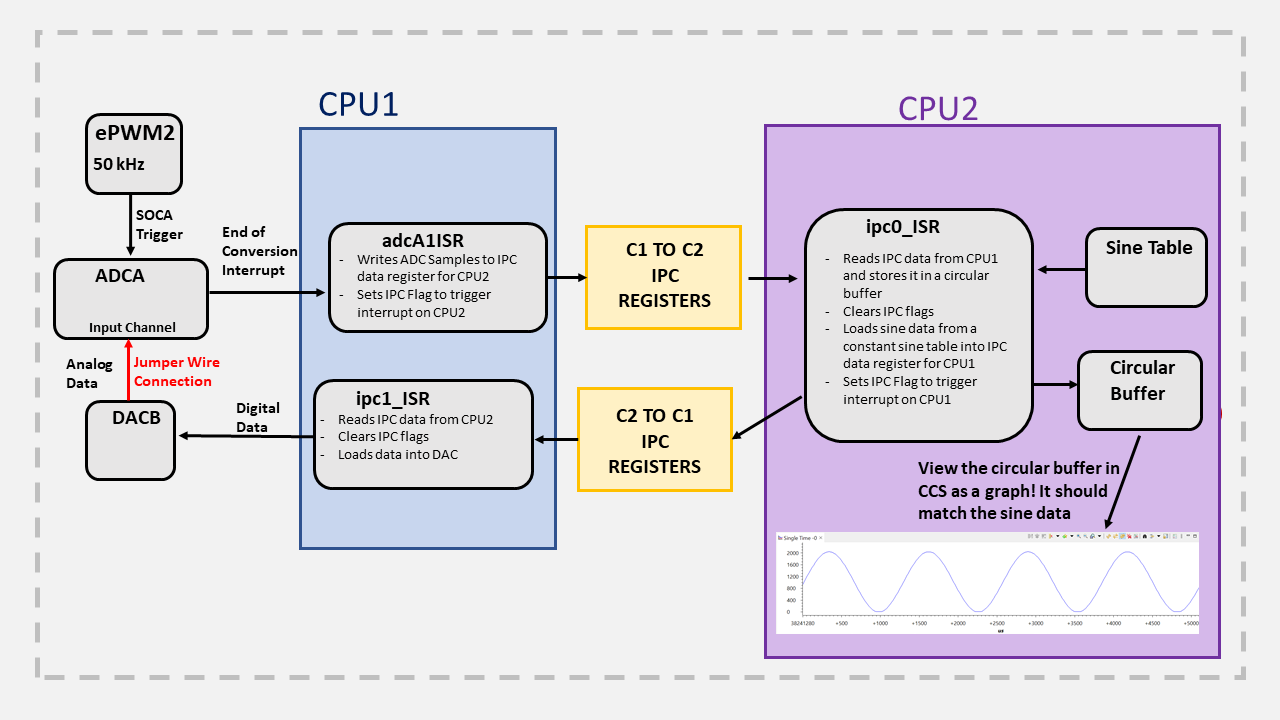 CPU1
CPU2
ePWM2
50 kHz
SOCA
Trigger
End of
Conversion
Interrupt
ADCA
Input Channel
Analog
Data
Jumper Wire
Connection
DACB
Digital
Data
adcA1ISR
- Writes ADC Samples to IPC
data register for CPU2
- Sets IPC Flag to trigger
interrupt on CPU2
ipc1_ISR
- Reads IPC data from CPU2
- Clears IPC flags
- Loads data into DAC
C1 TO C2
IPC
REGISTERS
C2 TO C1
IPC
REGISTERS
ipc0_ISR
- Reads IPC data from CPU1
and stores it in a circular
buffer
- Clears IPC flags
- Loads sine data from a
constant sine table into IPC
data register for CPU1
- Sets IPC Flag to trigger
interrupt on CPU1
Sine Table
Circular
Buffer
View the circular buffer in
CCS as a graph! It should
match the sine data
Single Time -0
2000
1600
1200
800
400
0
38241280 +500 +1000 +1500 +2000 +2500 +3000 +3500 +4000 +4500 +5000